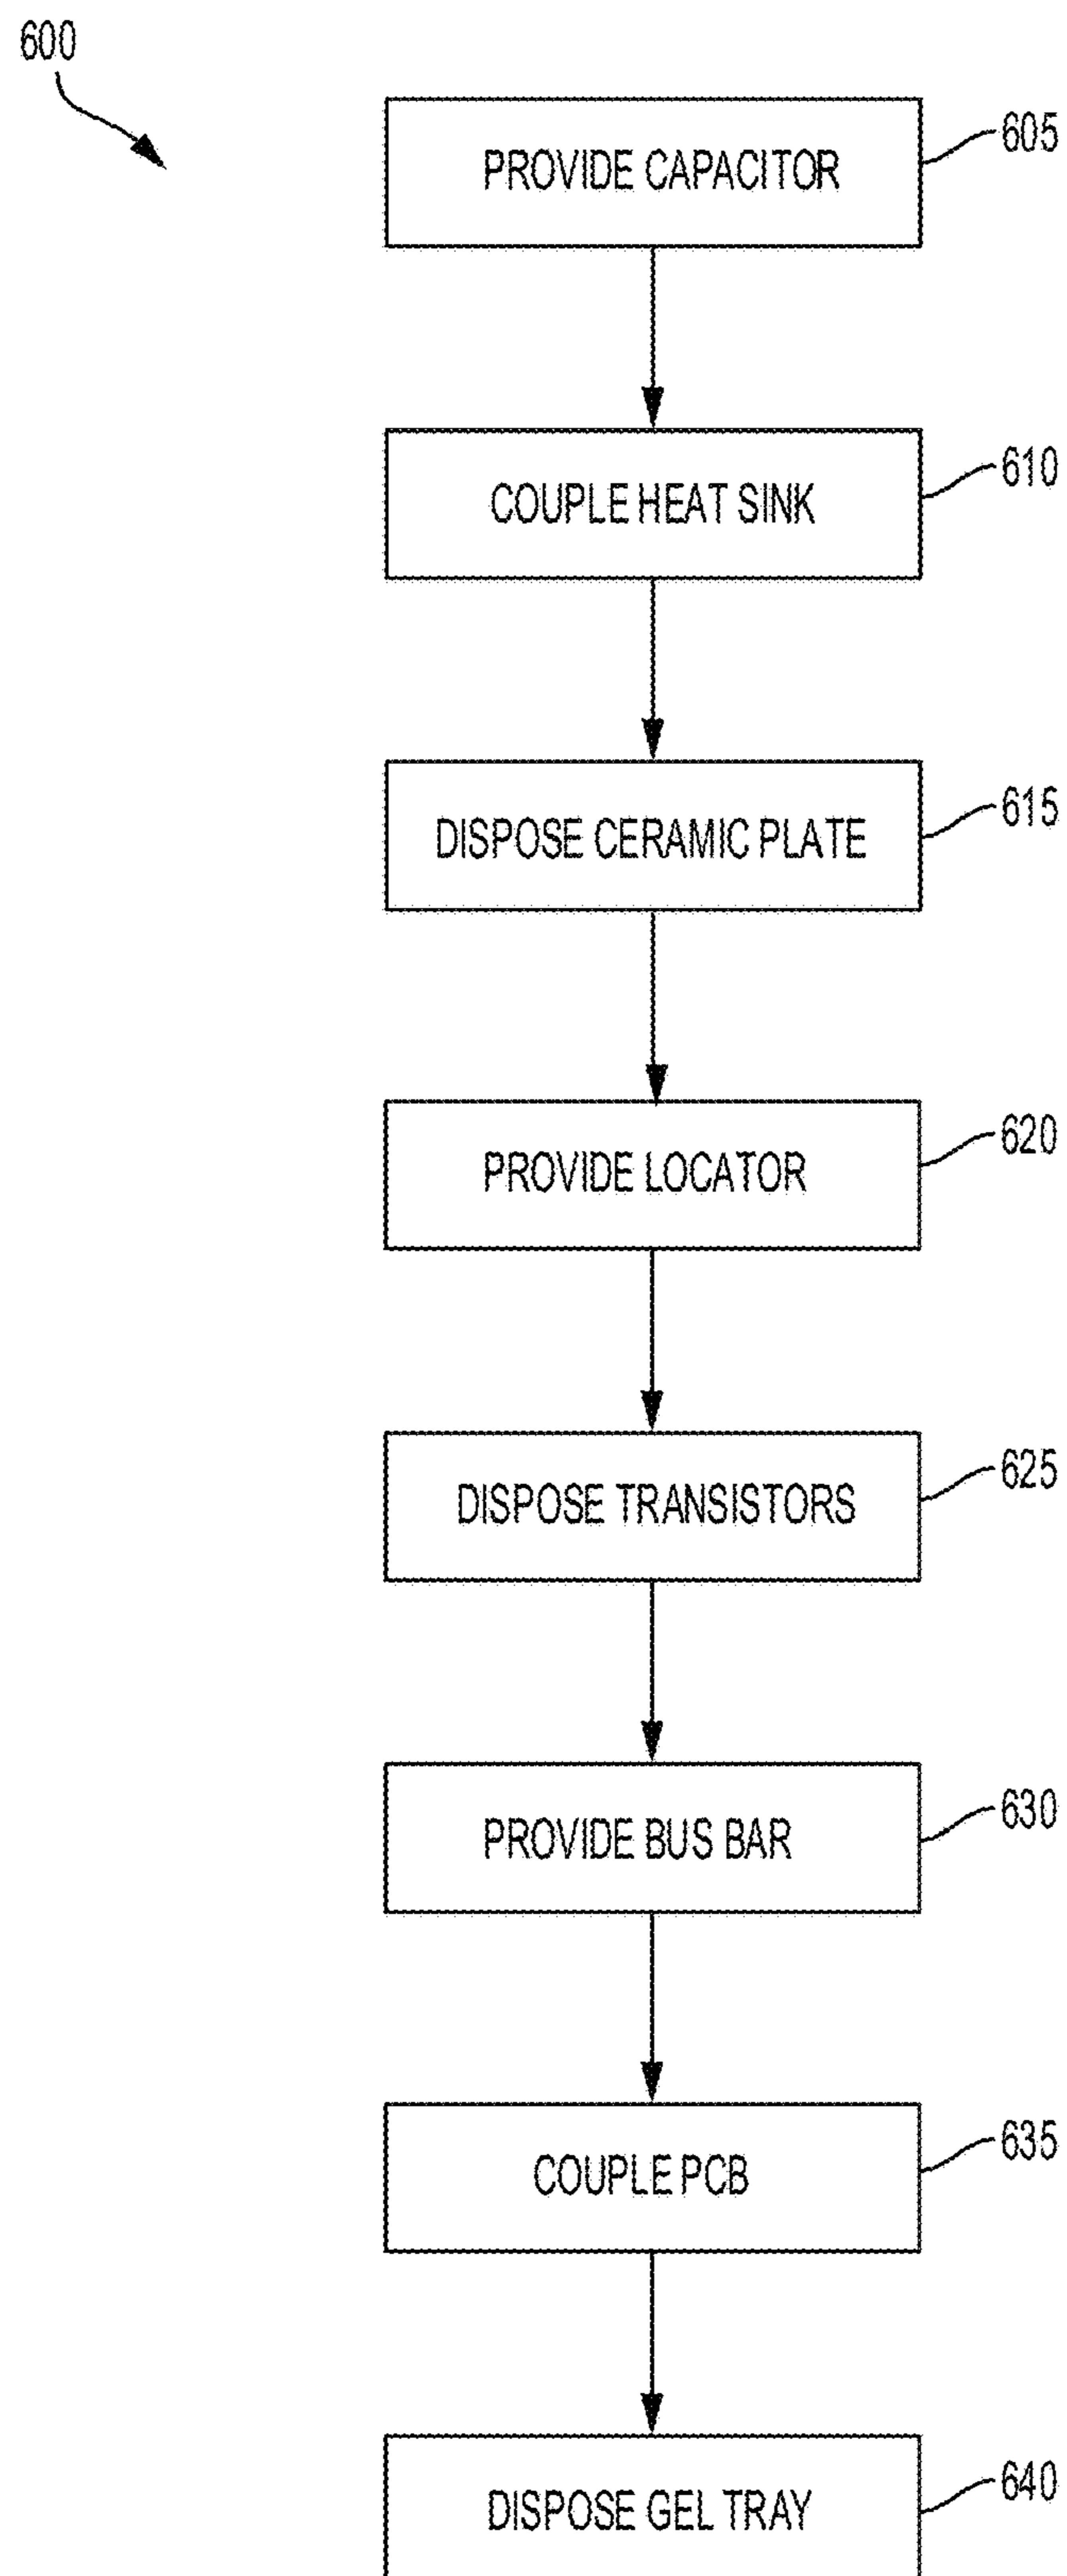 600
PROVIDE CAPACITOR
605
COUPLE HEAT SINK
610
DISPOSE CERAMIC PLATE
615
PROVIDE LOCATOR
620
DISPOSE TRANSISTORS
625
PROVIDE BUS BAR
630
COUPLE PCB
635
DISPOSE GEL TRAY
640